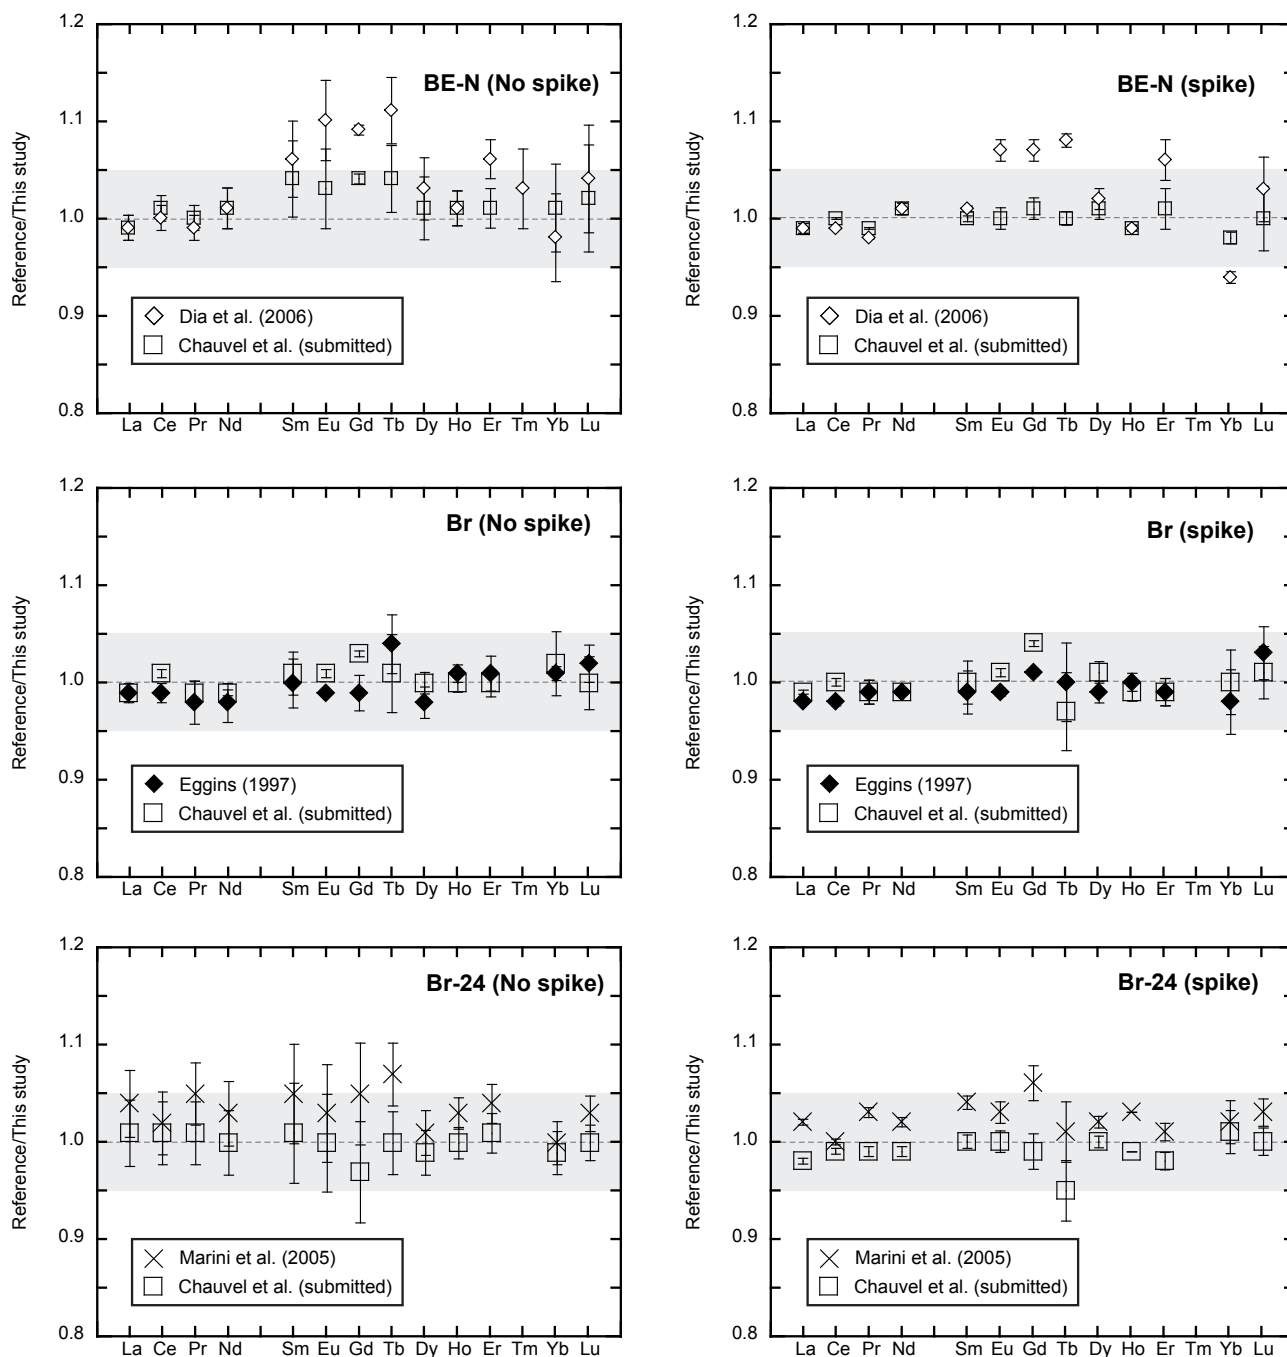 BE-N (No spike)
Reference/This study
1.2
1.1
1.0
0.9
0.8
Dia et al. (2006)
Chauvel et al. (submitted)
La Ce Pr Nd Sm Eu Gd Tb Dy Ho Er Tm Yb Lu
BE-N (spike)
Reference/This study
1.2
1.1
1.0
0.9
0.8
Dia et al. (2006)
Chauvel et al. (submitted)
La Ce Pr Nd Sm Eu Gd Tb Dy Ho Er Tm Yb Lu
Br (No spike)
Reference/This study
1.2
1.1
1.0
0.9
0.8
Eggins (1997)
Chauvel et al. (submitted)
La Ce Pr Nd Sm Eu Gd Tb Dy Ho Er Tm Yb Lu
Br (spike)
Reference/This study
1.2
1.1
1.0
0.9
0.8
Eggins (1997)
Chauvel et al. (submitted)
La Ce Pr Nd Sm Eu Gd Tb Dy Ho Er Tm Yb Lu
Br-24 (No spike)
Reference/This study
1.2
1.1
1.0
0.9
0.8
Marini et al. (2005)
Chauvel et al. (submitted)
La Ce Pr Nd Sm Eu Gd Tb Dy Ho Er Tm Yb Lu
Br-24 (spike)
Reference/This study
1.2
1.1
1.0
0.9
0.8
Marini et al. (2005)
Chauvel et al. (submitted)
La Ce Pr Nd Sm Eu Gd Tb Dy Ho Er Tm Yb Lu